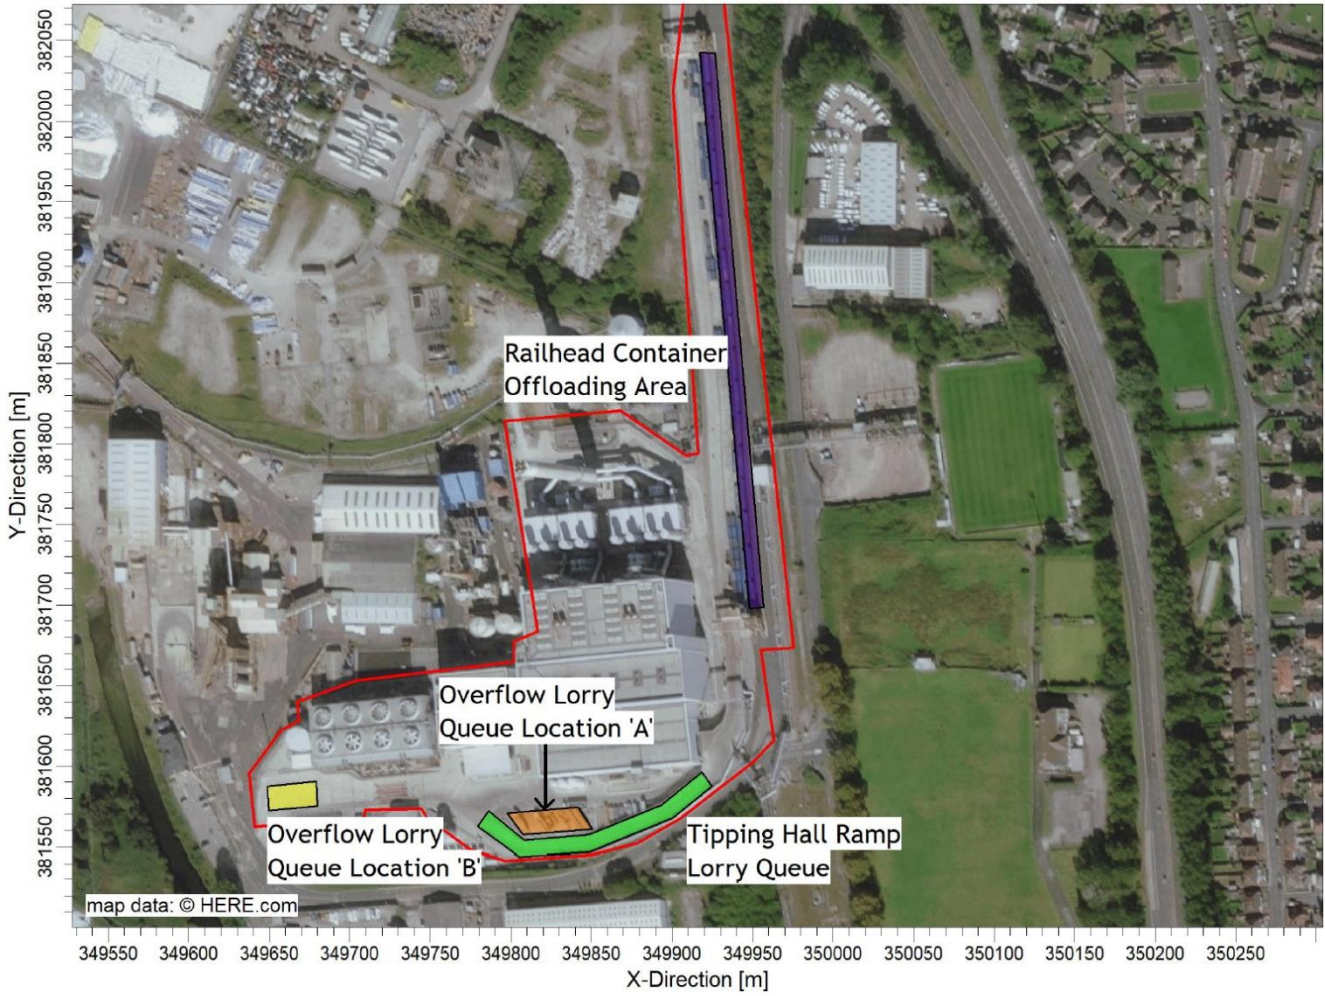 382050
382000
381950
381900
381850
381800
381750
381700
381650
381600
381550
Y-Direction [m]
Railhead Container
Offloading Area
Overflow Lorry
Queue Location 'A'
Overflow Lorry
Queue Location 'B'
Tipping Hall Ramp
Lorry Queue
map data: © HERE.com
349550 349600 349650 349700 349750 349800 349850 349900 349950 350000 350050 350100 350150 350200 350250
X-Direction [m]